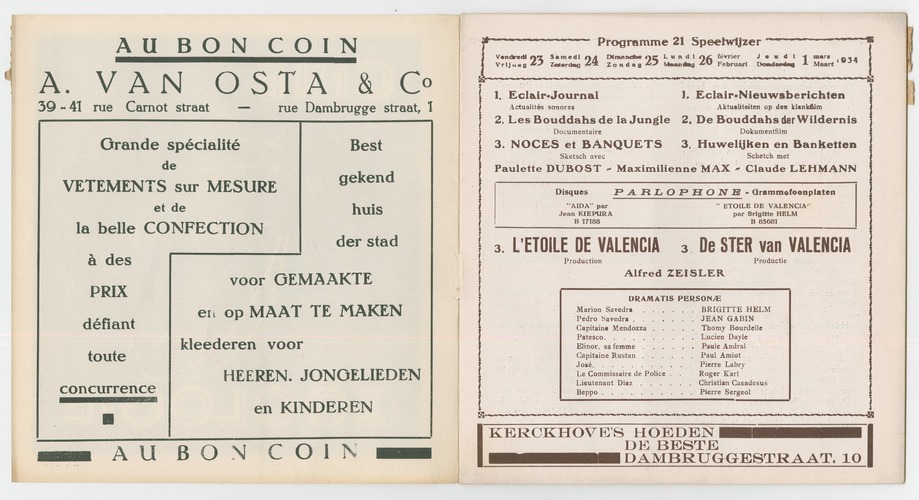 AU BON COIN
A. VAN OSTA & Co
39-41 rue Carnot straat — rue Dambrugge straat, 1
Grande spécialité
de
VETEMENTS sur MESURE
et de
la belle CONFECTION
à des
PRIX
défiant
toute
concurrence
Best
gekend
huis
der stad
voor GEMAAKTE
en op MAAT TE MAKEN
kleederen voor
HEEREN. JONGELIEDEN
en KINDEREN
AU BON COIN
Programme 21 Speelwijzer
Vendredi 23 Samedi 24 Dimanche 25 Lundi 26 février Jeudi 1 mars 1934
Vrijdag Zaterdag Zondag Maandag Februari Donderdag Maart
1. Eclair-Journal
Actualités sonores
2. Les Bouddahs de la Jungle
Documentaire
3. NOCES et BANQUETS
Sketsch avec
1. Eclair-Nieuwsberichten
Aktualiteiten op den klankfilm
2. De Bouddahs der Wildernis
Dokumentfilm
3. Huwelijken en Banketten
Schetch met
Paulette DUBOST - Maximilienne MAX - Claude LEHMANN
Disques PARLOPHONE - Grammofoonplaten
"AIDA" par
Jean KIEPURA
B 17188
"ETOILE DE VALENCIA"
par Brigitte HELM
B 85681
3. L'ETOILE DE VALENCIA
Production
3 De STER van VALENCIA
Productie
Alfred ZEISLER
DRAMATIS PERSONÆ
Marion Savedra . . . . . . BRIGITTE HELM
Pedro Savedra . . . . . . . JEAN GABIN
Capitaine Mendozza . . . . . Thomy Bourdelle
Patesco. . . . . . . . . Lucien Dayle
Elinor, sa femme . . . . . . Paule Andral
Capitaine Rustan . . . . . . Paul Amiot
José. . . . . . . . . . Pierre Labry
Le Commissaire de Police . . . Roger Karl
Lieutenant Diaz . . . . . . Christian Casadesus
Beppo . . . . . . . . . Pierre Sergeol
KERCKHOVE'S HOEDEN
DE BESTE
DAMBRUGGESTRAAT. 10